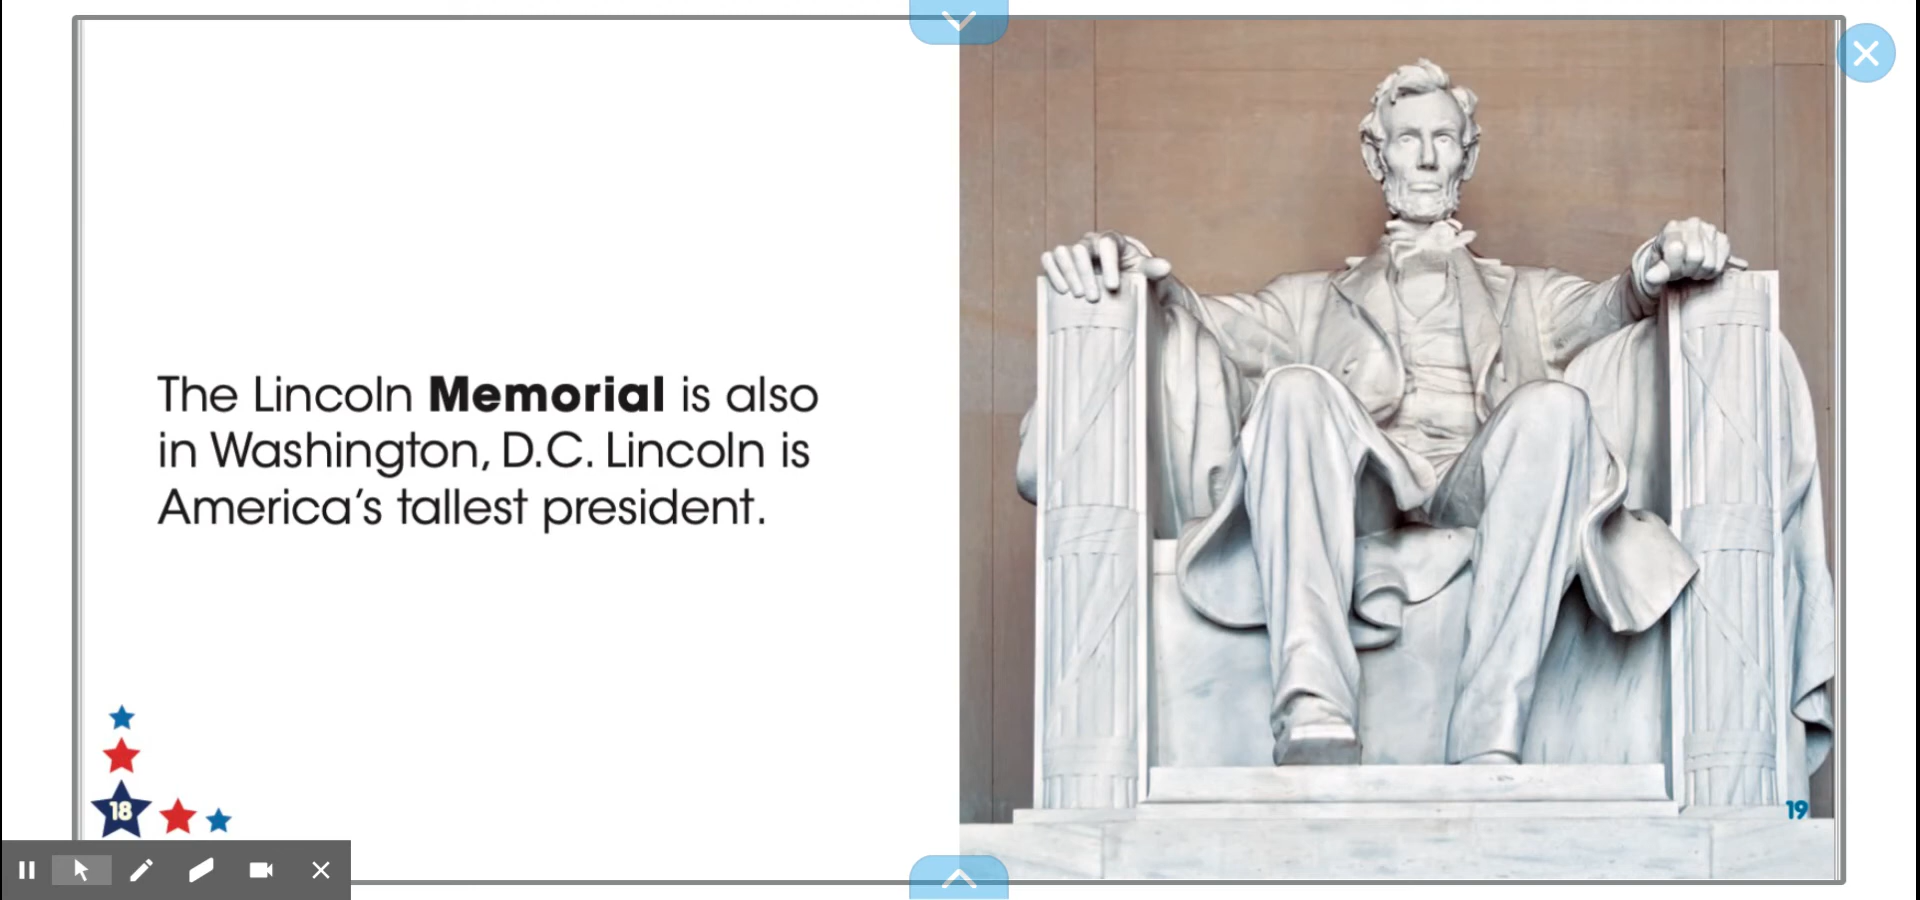 The Lincoln Memorial is also
in Washington, D.C. Lincoln is
America's tallest president.
18
19